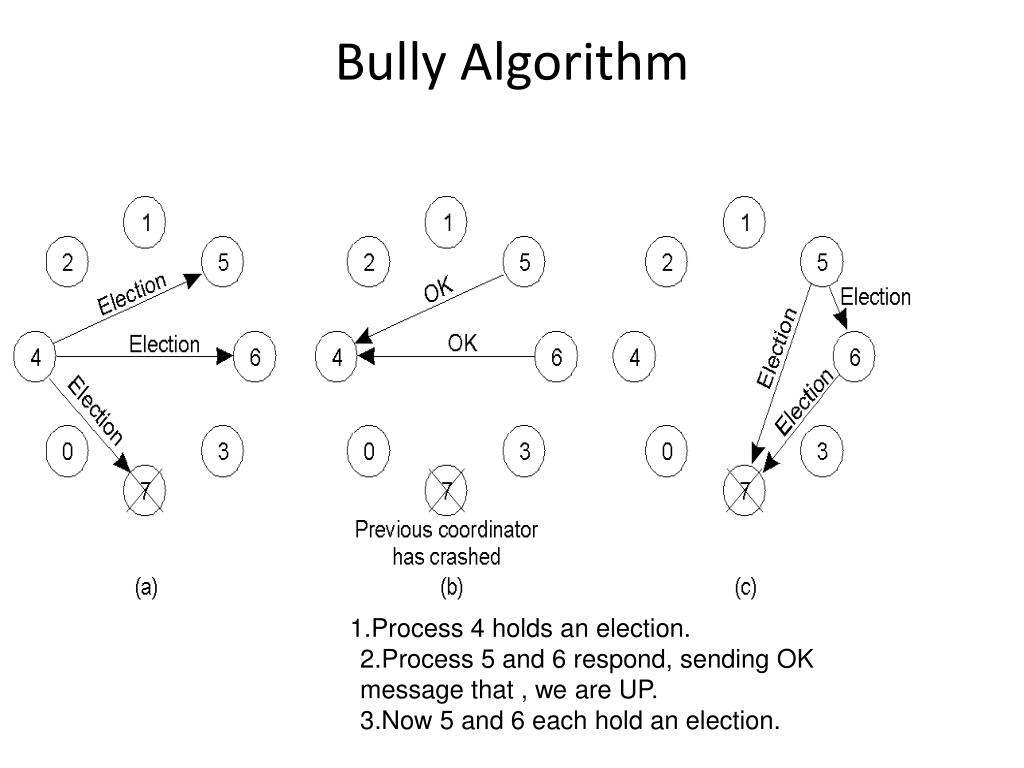 Bully Algorithm
1
2
5
Election
Election
4
6
Election
0
3
7
(a)
1
2
5
OK
OK
4
6
0
3
7
Previous coordinator
has crashed
(b)
1
2
5
Election
Election
4
6
Election
0
3
7
(c)
1.Process 4 holds an election.
2.Process 5 and 6 respond, sending OK
message that , we are UP.
3.Now 5 and 6 each hold an election.